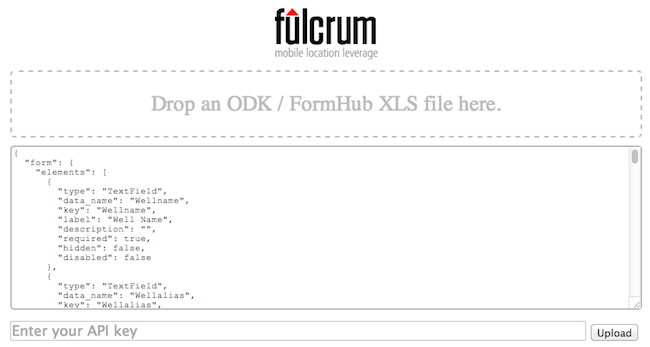 fulcrum
mobile location leverage
Drop an ODK / FormHub XLS file here.
{
  "form": {
    "elements": [
      {
        "type": "TextField",
        "data_name": "Wellname",
        "key": "Wellname",
        "label": "Well Name",
        "description": "",
        "required": true,
        "hidden": false,
        "disabled": false
      },
      {
        "type": "TextField",
        "data_name": "Wellalias",
        "key": "Wellalias",
Enter your API key
Upload